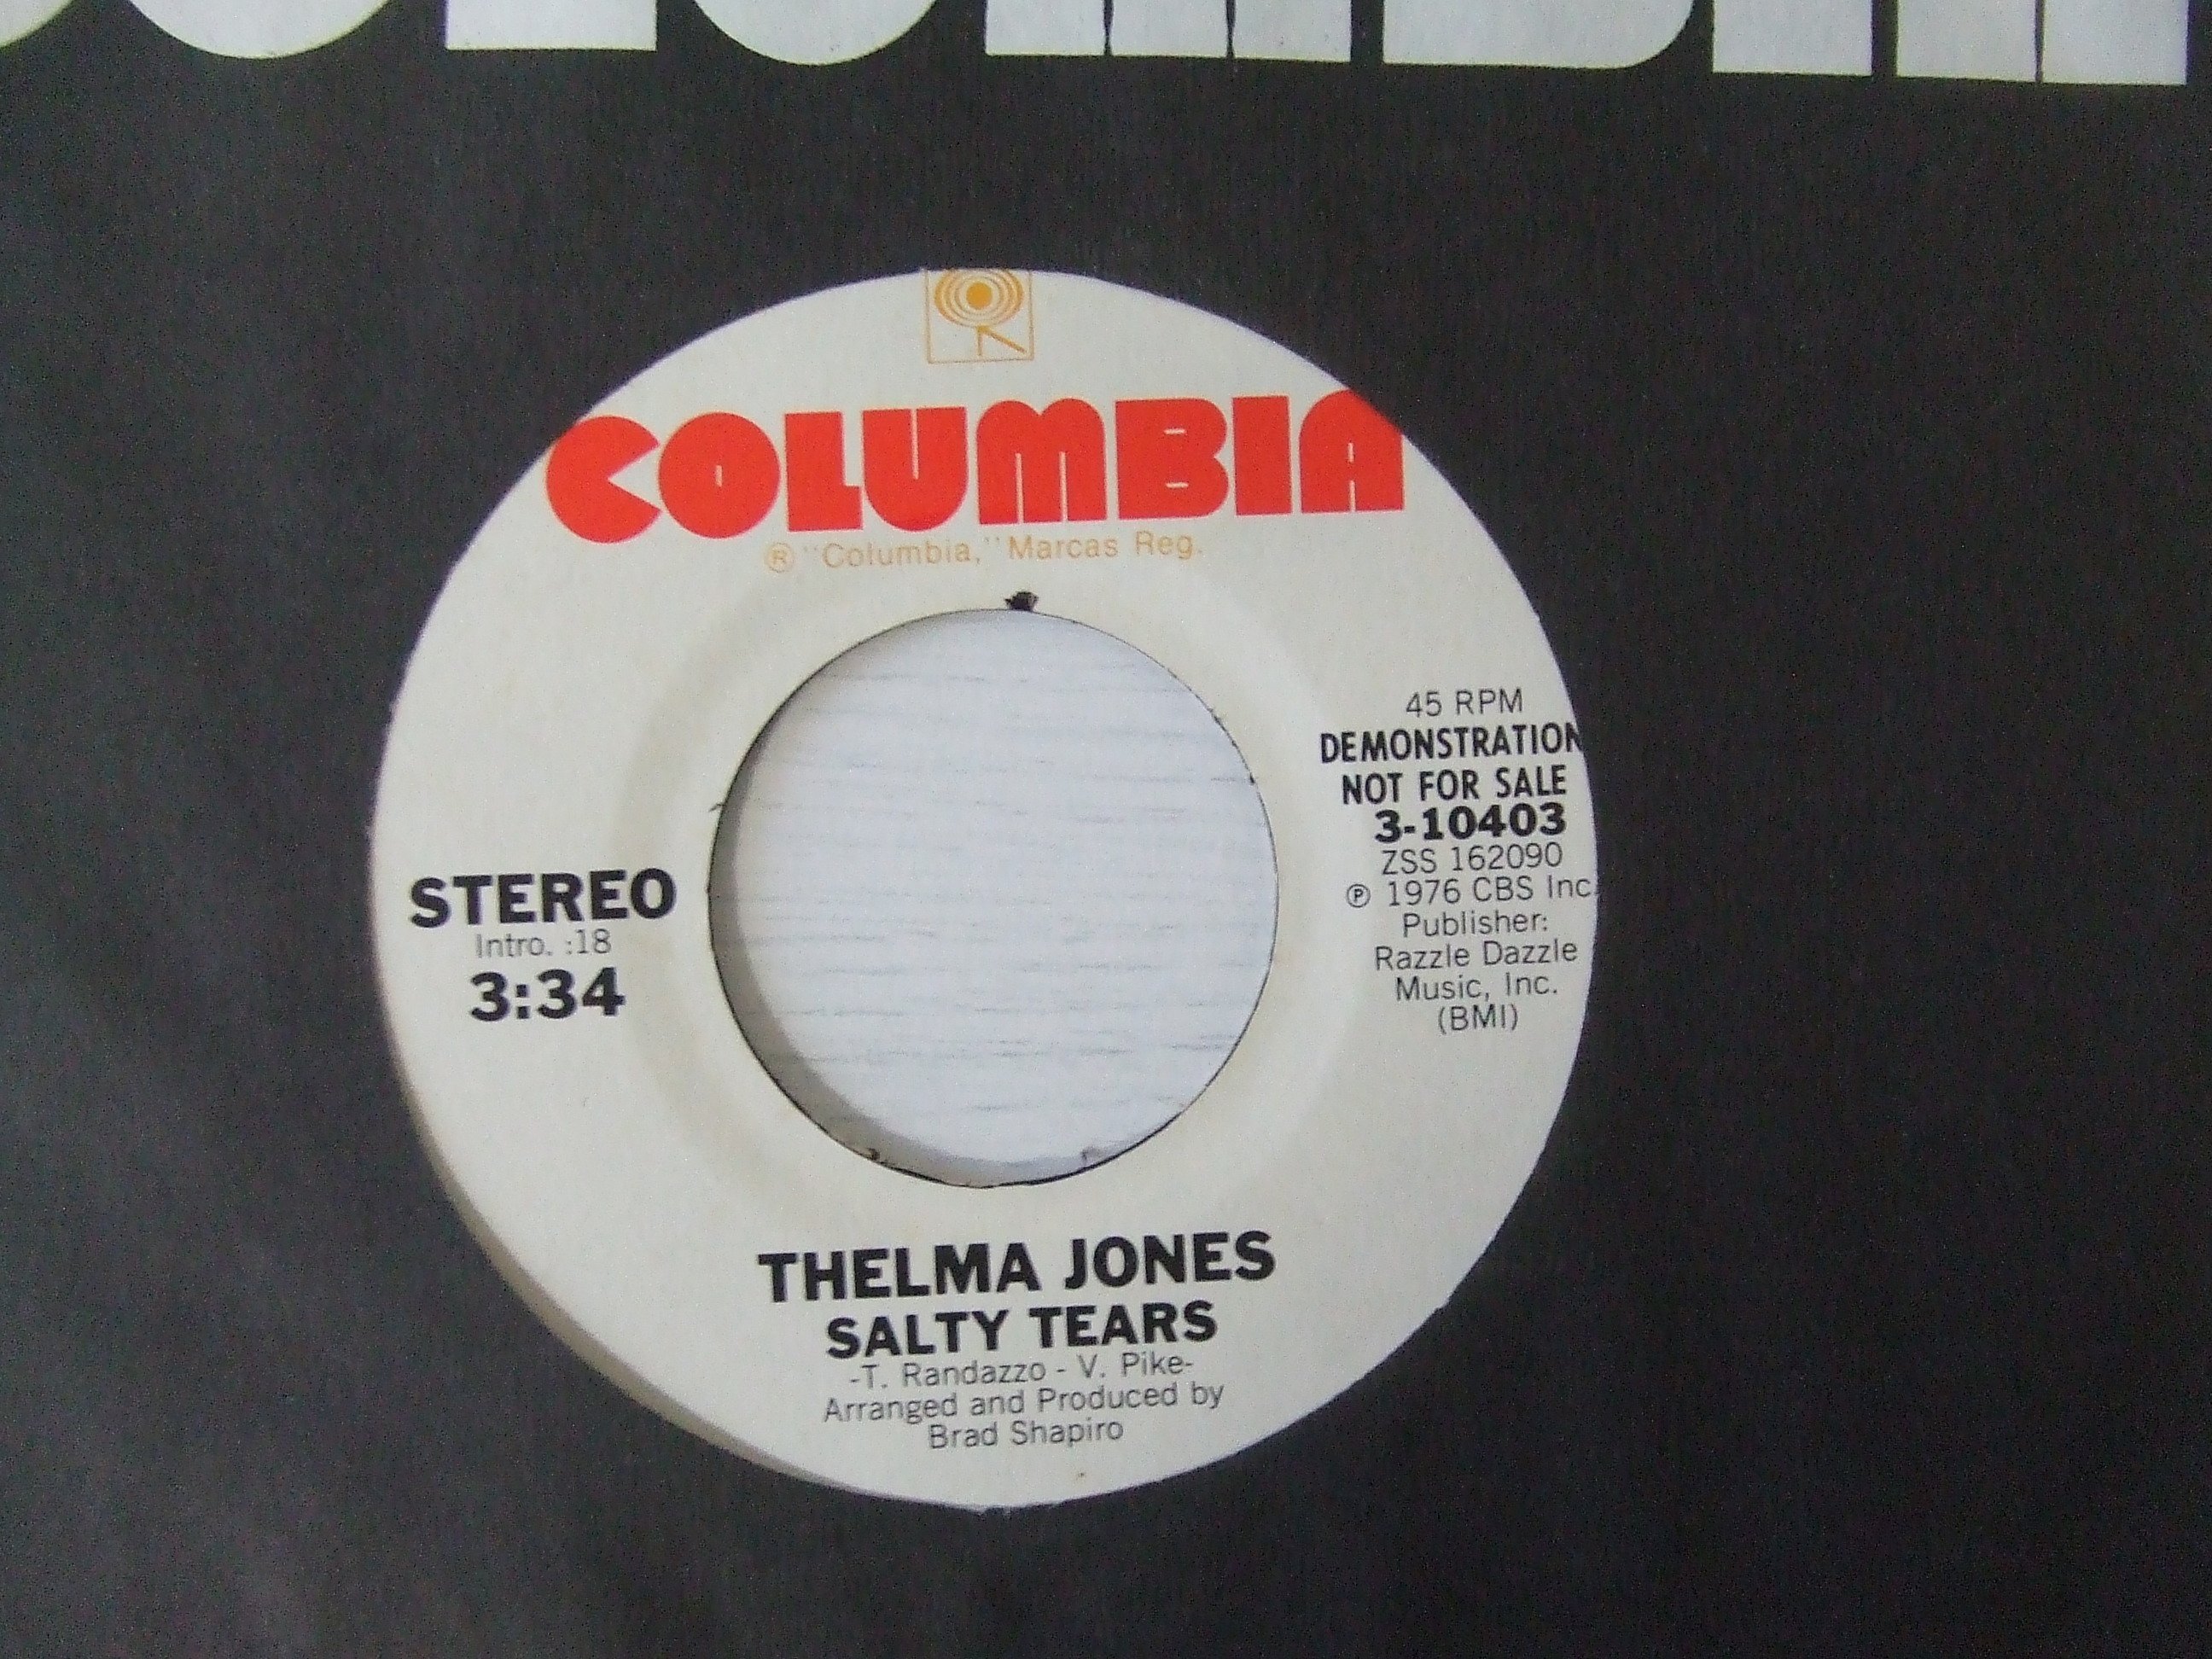 COLUMBIA
COLUMBIA
® "Columbia," Marcas Reg.
45 RPM
DEMONSTRATION
NOT FOR SALE
3-10403
ZSS 162090
℗ 1976 CBS Inc.
Publisher:
Razzle Dazzle
Music, Inc.
(BMI)
STEREO
Intro. :18
3:34
THELMA JONES
SALTY TEARS
-T. Randazzo - V. Pike-
Arranged and Produced by
Brad Shapiro